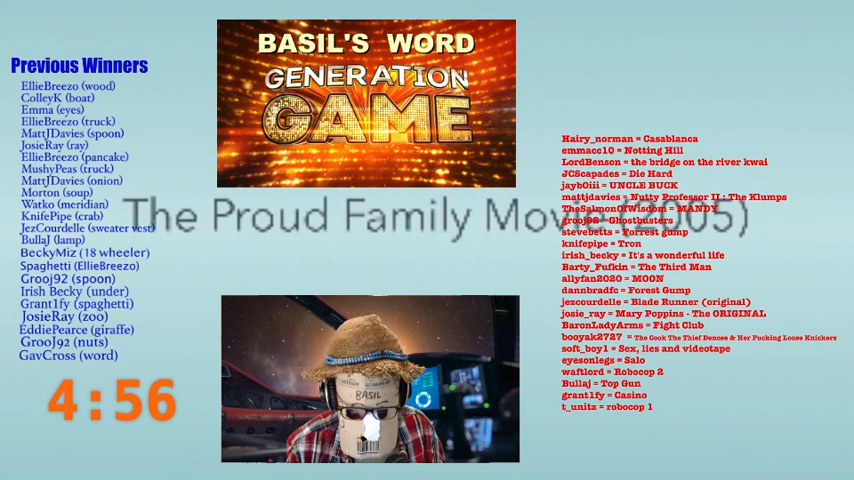 Previous Winners
EllieBreezo (wood)
ColleyK (boat)
Emma (eyes)
EllieBreezo (truck)
MattJDavies (spoon)
JosieRay (ray)
EllieBreezo (pancake)
MushyPeas (truck)
MattJDavies (onion)
Morton (soup)
Watko (meridian)
KnifePipe (crab)
JezCourdelle (sweater vest)
BullaJ (lamp)
BeckyMiz (18 wheeler)
Spaghetti (EllieBreezo)
Grooj92 (spoon)
Irish Becky (under)
Grant1fy (spaghetti)
JosieRay (zoo)
EddiePearce (giraffe)
GrooJ92 (nuts)
GavCross (word)
4:56
BASIL'S WORD
GENERATION
GAME
The Proud Family Movie (2005)
BASIL
Hairy_norman = Casablanca
emmacc10 = Notting Hill
LordBenson = the bridge on the river kwai
JCScapades = Die Hard
jayb0iii = UNCLE BUCK
mattjdavies = Nutty Professor II : The Klumps
TheSalmonOfWisdom = MANDY
grooj92 = Ghostbusters
stevebetts = Forrest gump
knifepipe = Tron
irish_becky = It's a wonderful life
Barty_Fufkin = The Third Man
allyfan2020 = MOON
dannbradfc = Forest Gump
jezcourdelle = Blade Runner (original)
josie_ray = Mary Poppins - The ORIGINAL
BaronLadyArms = Fight Club
booyak2727 = The Cook The Thief Denose & Her Fucking Loose Knickers
soft_boy1 = Sex, lies and videotape
eyesonlegs = Salo
waftlord = Robocop 2
Bullaj = Top Gun
grant1fy = Casino
t_unitz = robocop 1